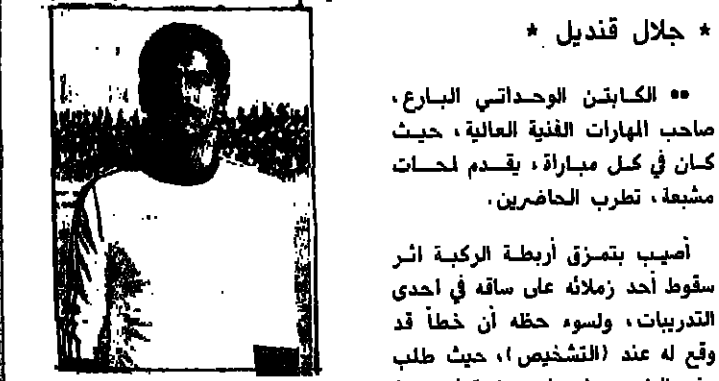 * جلال قنديل *
•• الكابتن الوحداتي البارع،
صاحب المهارات الفنية العالية، حيث
كان في كل مباراة، يقدم لمحات
مشبعة، تطرب الحاضرين.
أصيب بتمزق أربطة الركبة اثر
سقوط أحد زملائه على ساقه في احدى
التدريبات، ولسوء حظه أن خطأ قد
وقع له عند (التشخيص)، حيث طلب